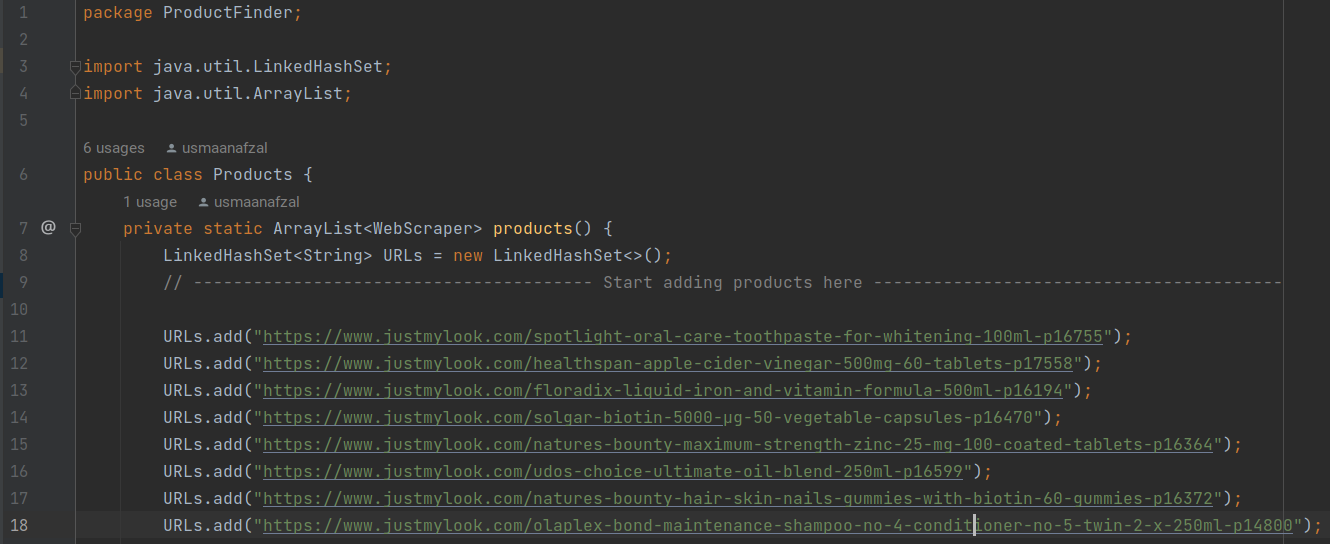 1 package ProductFinder;
2
3 import java.util.LinkedHashSet;
4 import java.util.ArrayList;
5
6 usages usmaanafzal
6 public class Products {
1 usage usmaanafzal
7 @ private static ArrayList<WebScraper> products() {
8 LinkedHashSet<String> URLs = new LinkedHashSet<>();
9 // ---------------------------------------- Start adding products here -----------------------------------------
10
11 URLs.add("https://www.justmylook.com/spotlight-oral-care-toothpaste-for-whitening-100ml-p16755");
12 URLs.add("https://www.justmylook.com/healthspan-apple-cider-vinegar-500mg-60-tablets-p17558");
13 URLs.add("https://www.justmylook.com/floradix-liquid-iron-and-vitamin-formula-500ml-p16194");
14 URLs.add("https://www.justmylook.com/solgar-biotin-5000-µg-50-vegetable-capsules-p16470");
15 URLs.add("https://www.justmylook.com/natures-bounty-maximum-strength-zinc-25-mg-100-coated-tablets-p16364");
16 URLs.add("https://www.justmylook.com/udos-choice-ultimate-oil-blend-250ml-p16599");
17 URLs.add("https://www.justmylook.com/natures-bounty-hair-skin-nails-gummies-with-biotin-60-gummies-p16372");
18 URLs.add("https://www.justmylook.com/olaplex-bond-maintenance-shampoo-no-4-conditioner-no-5-twin-2-x-250ml-p14800");